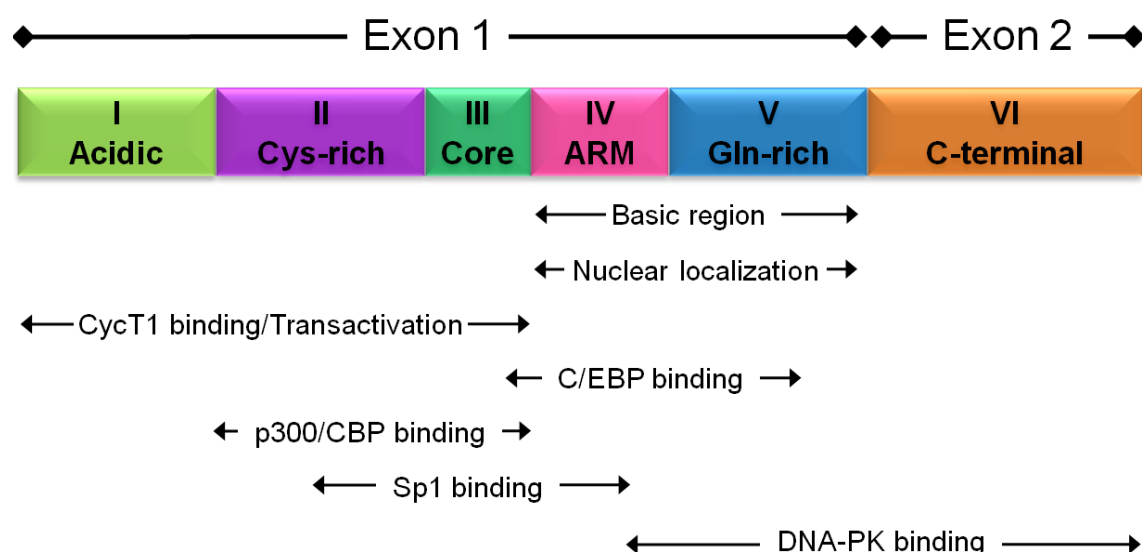 Exon 1 Exon 2
I II III IV V VI
Acidic Cys-rich Core ARM Gln-rich C-terminal
Basic region
Nuclear localization
CycT1 binding/Transactivation
C/EBP binding
p300/CBP binding
Sp1 binding
DNA-PK binding